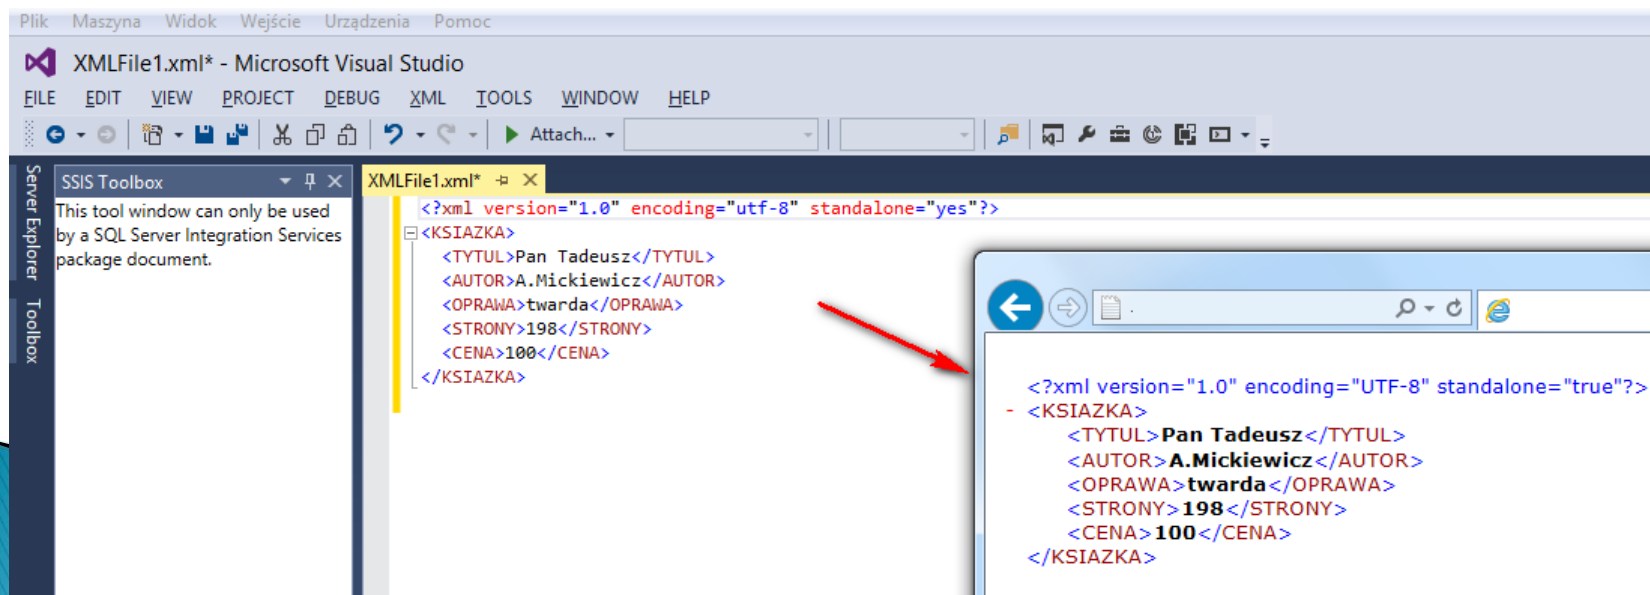 Plik Maszyna Widok Wejście Urządzenia Pomoc
XMLFile1.xml* - Microsoft Visual Studio
FILE EDIT VIEW PROJECT DEBUG XML TOOLS WINDOW HELP
Attach...
Server Explorer
Toolbox
SSIS Toolbox
This tool window can only be used
by a SQL Server Integration Services
package document.
XMLFile1.xml*
<?xml version="1.0" encoding="utf-8" standalone="yes"?>
<KSIAZKA>
<TYTUL>Pan Tadeusz</TYTUL>
<AUTOR>A.Mickiewicz</AUTOR>
<OPRAWA>twarda</OPRAWA>
<STRONY>198</STRONY>
<CENA>100</CENA>
</KSIAZKA>
<?xml version="1.0" encoding="UTF-8" standalone="true"?>
- <KSIAZKA>
<TYTUL>Pan Tadeusz</TYTUL>
<AUTOR>A.Mickiewicz</AUTOR>
<OPRAWA>twarda</OPRAWA>
<STRONY>198</STRONY>
<CENA>100</CENA>
</KSIAZKA>